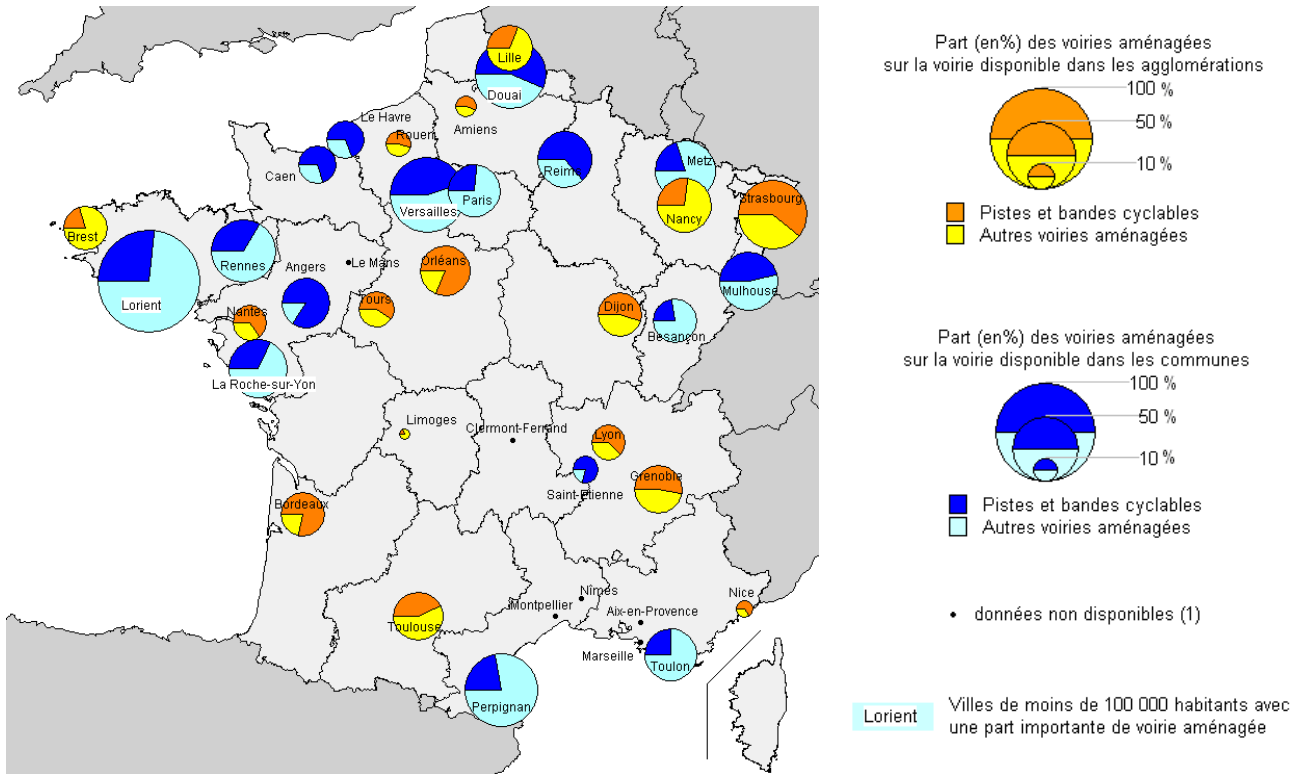 Lille
Douai
Amiens
Le Havre
Rouen
Caen
Reims
Metz
Versailles
Paris
Nancy
Strasbourg
Brest
Rennes
Lorient
Angers
Le Mans
Orléans
Mulhouse
Nantes
Tours
Dijon
Besançon
La Roche-sur-Yon
Limoges
Clermont-Ferrand
Lyon
Saint-Etienne
Grenoble
Bordeaux
Toulouse
Montpellier
Nîmes
Aix-en-Provence
Nice
Marseille
Toulon
Perpignan
Part (en%) des voiries aménagées
sur la voirie disponible dans les agglomérations
100 %
50 %
10 %
Pistes et bandes cyclables
Autres voiries aménagées
Part (en%) des voiries aménagées
sur la voirie disponible dans les communes
100 %
50 %
10 %
Pistes et bandes cyclables
Autres voiries aménagées
données non disponibles (1)
Lorient
Villes de moins de 100 000 habitants avec
une part importante de voirie aménagée